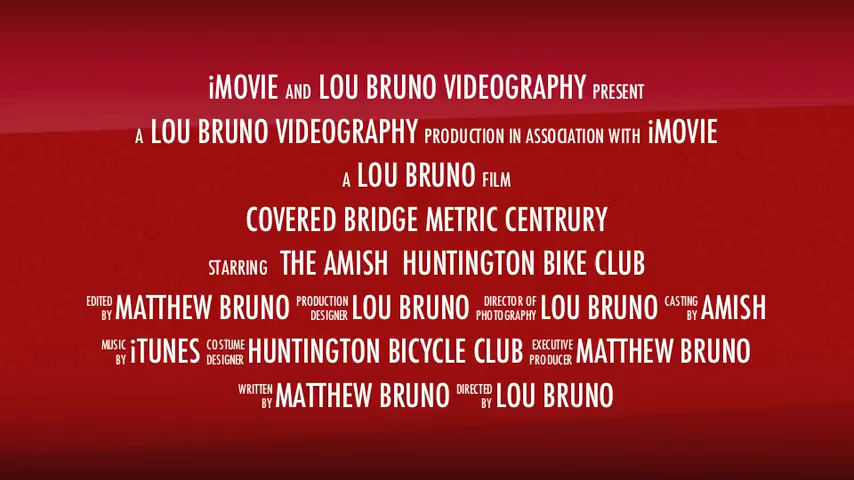 iMOVIE AND LOU BRUNO VIDEOGRAPHY PRESENT
A LOU BRUNO VIDEOGRAPHY PRODUCTION IN ASSOCIATION WITH iMOVIE
A LOU BRUNO FILM
COVERED BRIDGE METRIC CENTRURY
STARRING THE AMISH HUNTINGTON BIKE CLUB
EDITED BY MATTHEW BRUNO PRODUCTION DESIGNER LOU BRUNO DIRECTOR OF PHOTOGRAPHY LOU BRUNO CASTING BY AMISH
MUSIC BY iTUNES COSTUME DESIGNER HUNTINGTON BICYCLE CLUB EXECUTIVE PRODUCER MATTHEW BRUNO
WRITTEN BY MATTHEW BRUNO DIRECTED BY LOU BRUNO